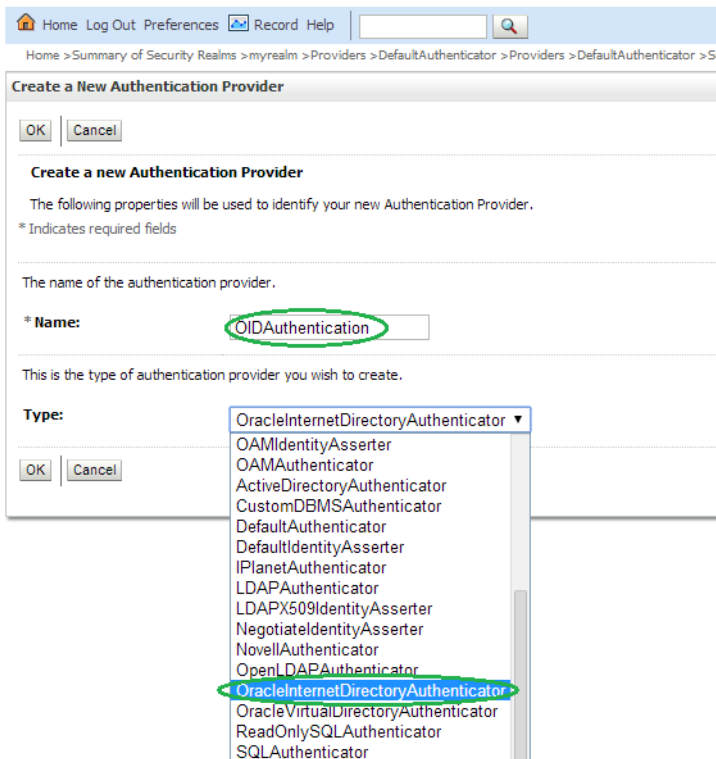 Home Log Out Preferences Record Help
Home >Summary of Security Realms >myrealm >Providers >DefaultAuthenticator >Providers >DefaultAuthenticator >S
Create a New Authentication Provider
OK Cancel
Create a new Authentication Provider
The following properties will be used to identify your new Authentication Provider.
* Indicates required fields
The name of the authentication provider.
* Name: OIDAuthentication
This is the type of authentication provider you wish to create.
Type: OracleInternetDirectoryAuthenticator
OAMIdentityAsserter
OAMAuthenticator
OK Cancel
ActiveDirectoryAuthenticator
CustomDBMSAuthenticator
DefaultAuthenticator
DefaultIdentityAsserter
IPlanetAuthenticator
LDAPAuthenticator
LDAPX509IdentityAsserter
NegotiateIdentityAsserter
NovellAuthenticator
OpenLDAPAuthenticator
OracleInternetDirectoryAuthenticator
OracleVirtualDirectoryAuthenticator
ReadOnlySQLAuthenticator
SQLAuthenticator